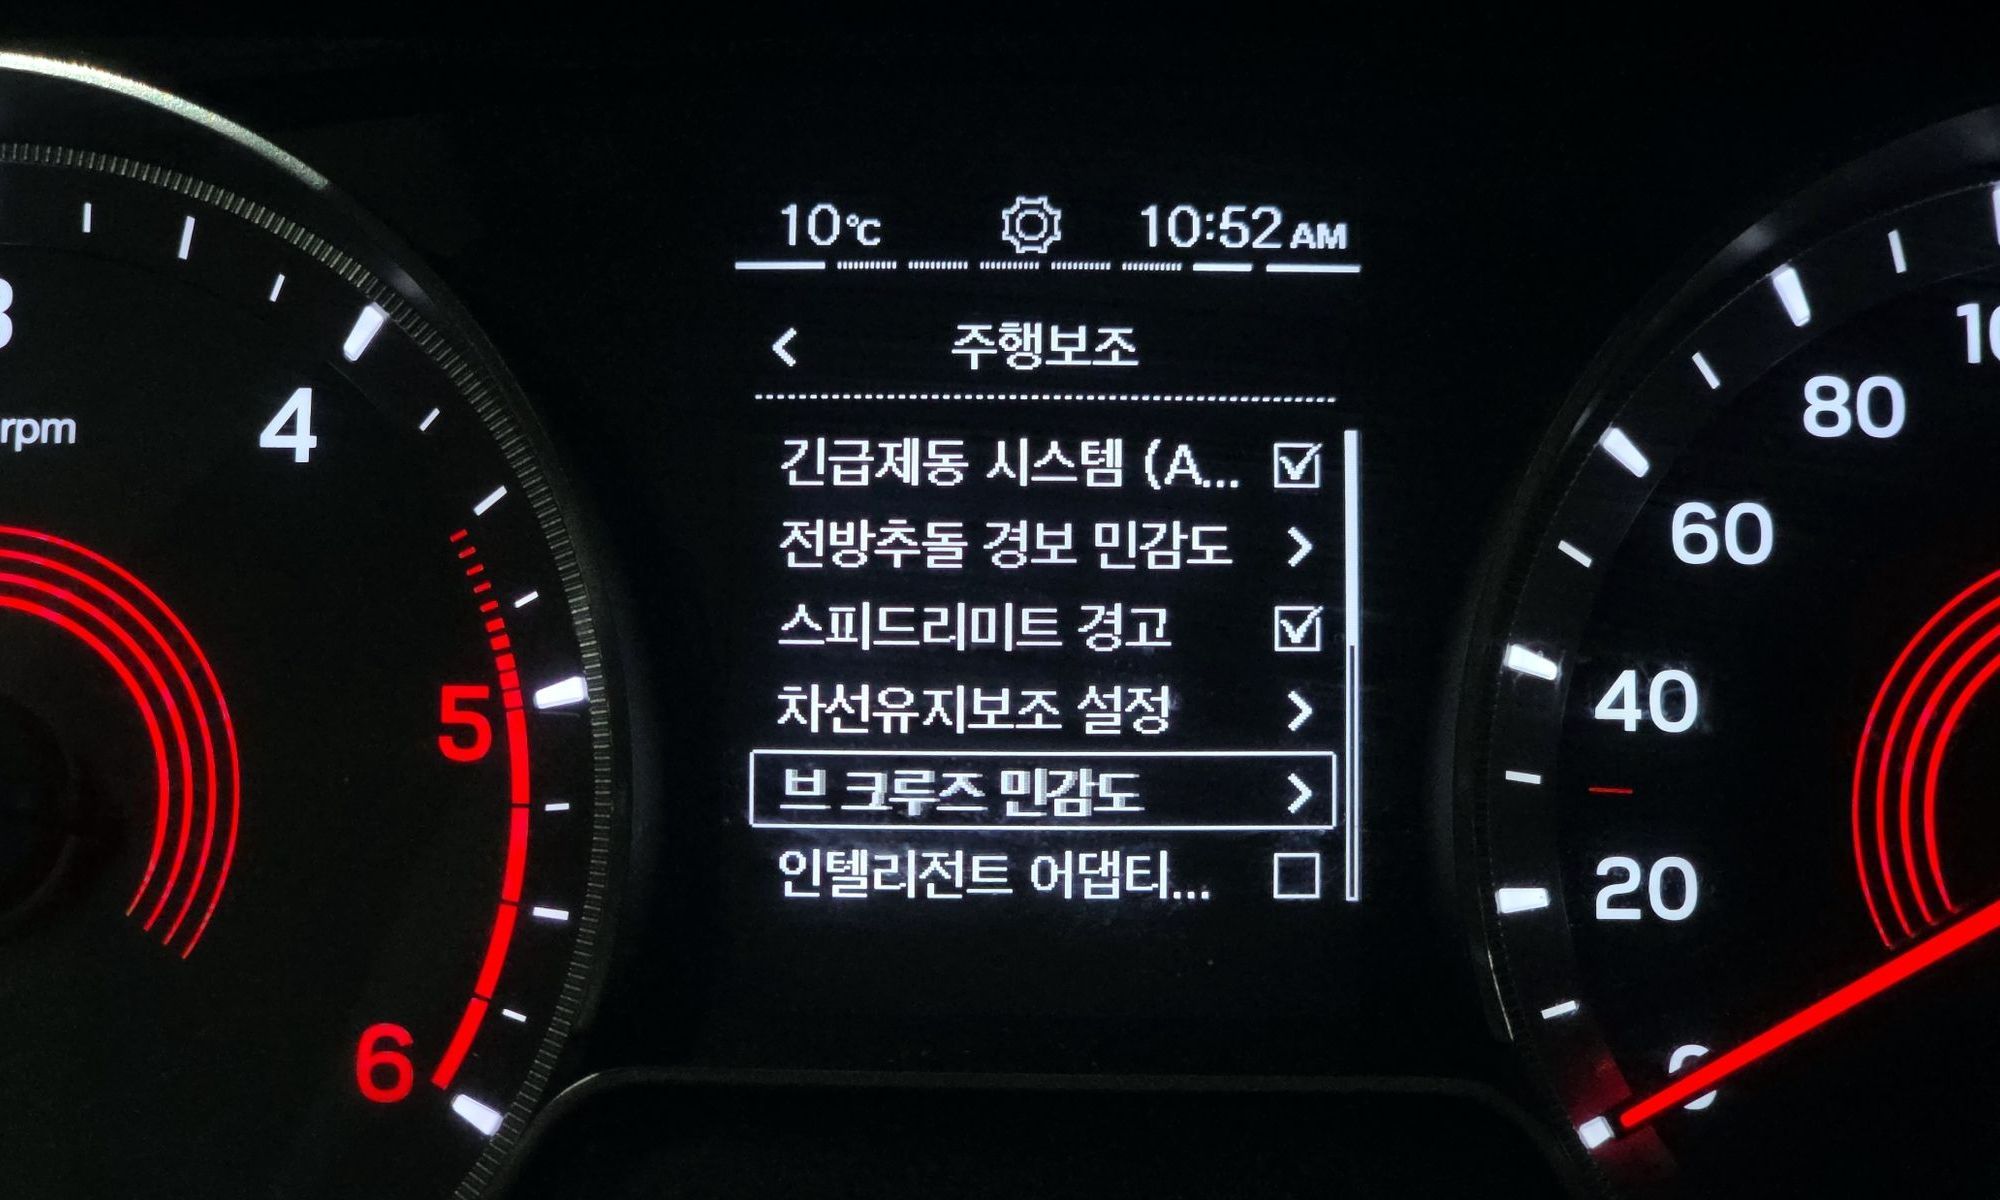 10℃ 10:52 AM
주행보조
긴급제동 시스템 (A...
전방추돌 경보 민감도
스피드리미트 경고
차선유지보조 설정
브 크루즈 민감도
인텔리전트 어댑티...
rpm
4
5
6
80
60
40
20
0